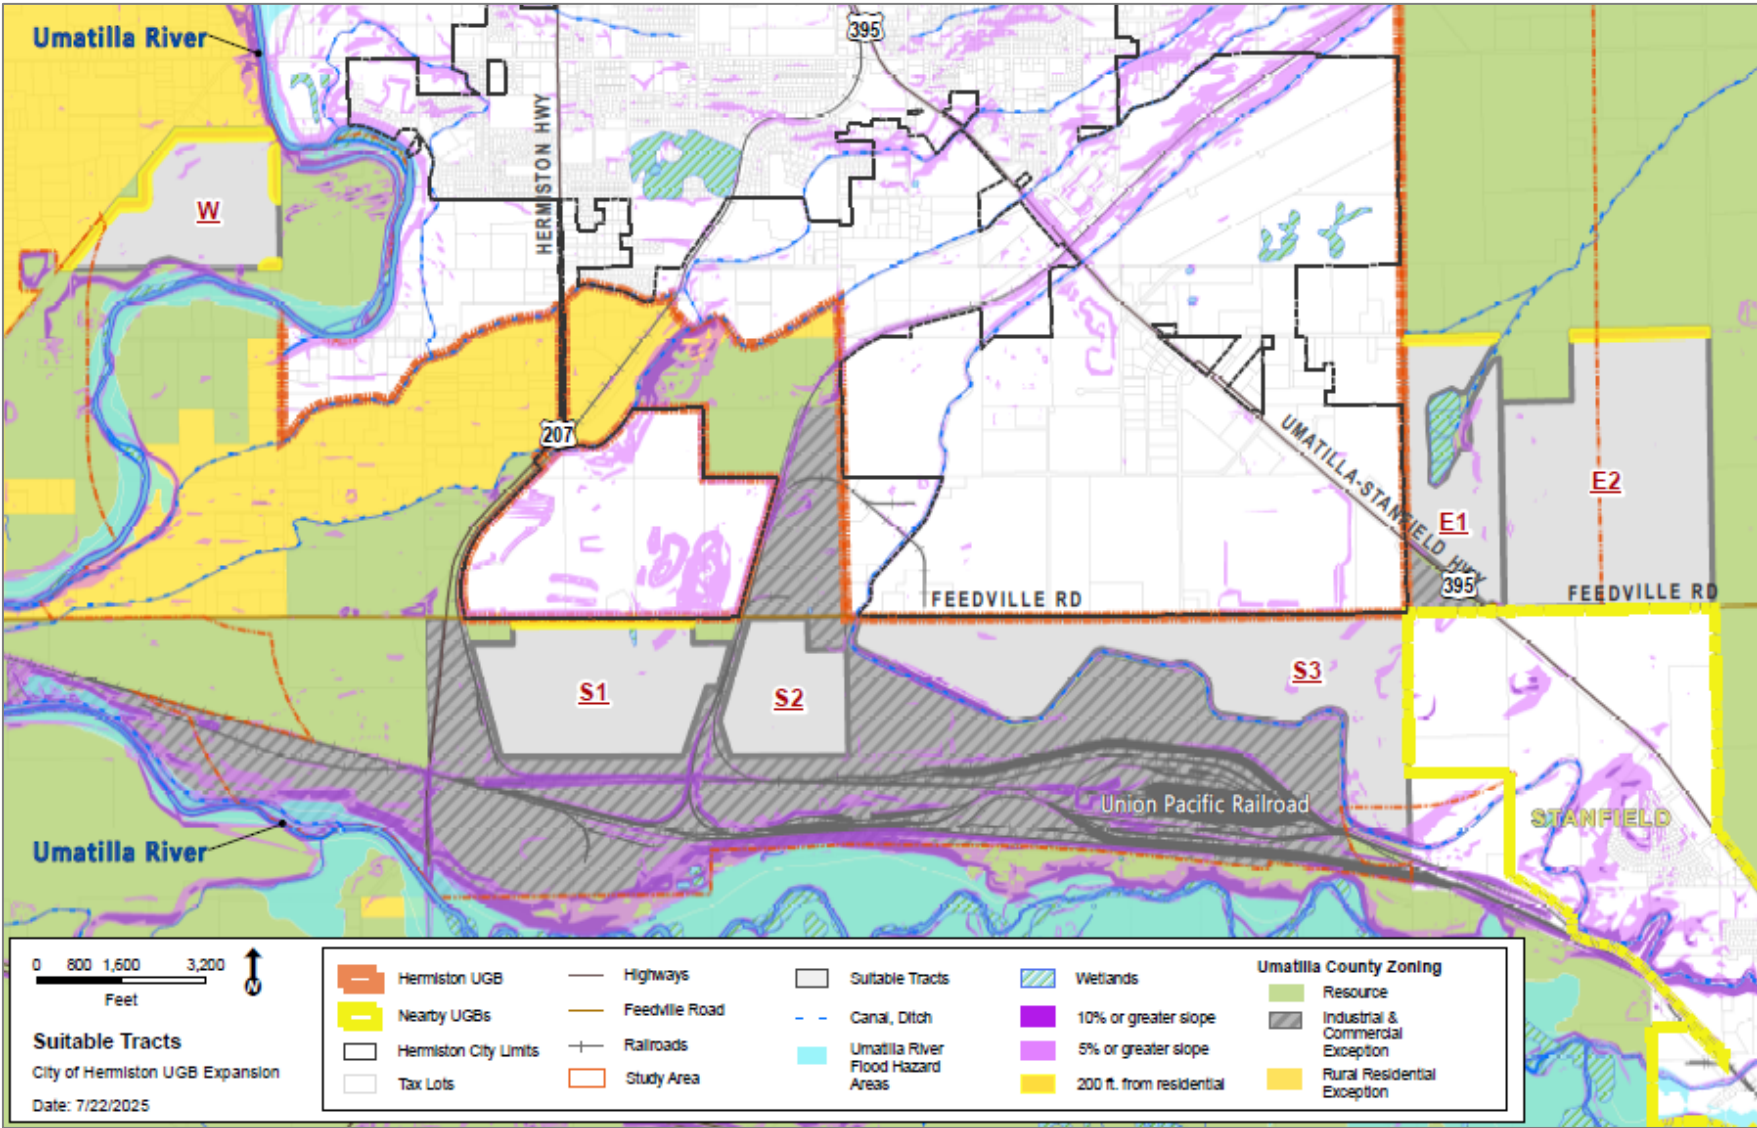 Umatilla River
395
HERMISTON HWY
W
207
UMATILLA-STANFIELD HWY
E2
E1
395
FEEDVILLE RD
FEEDVILLE RD
S1
S2
S3
Union Pacific Railroad
STANFIELD
Umatilla River
0 800 1,600 3,200
Feet
N
Suitable Tracts
City of Hermiston UGB Expansion
Date: 7/22/2025
Hermiston UGB
Nearby UGBs
Hermiston City Limits
Tax Lots
Highways
Feedville Road
Railroads
Study Area
Suitable Tracts
Canal, Ditch
Umatilla River
Flood Hazard
Areas
Wetlands
10% or greater slope
5% or greater slope
200 ft. from residential
Umatilla County Zoning
Resource
Industrial &
Commercial
Exception
Rural Residential
Exception